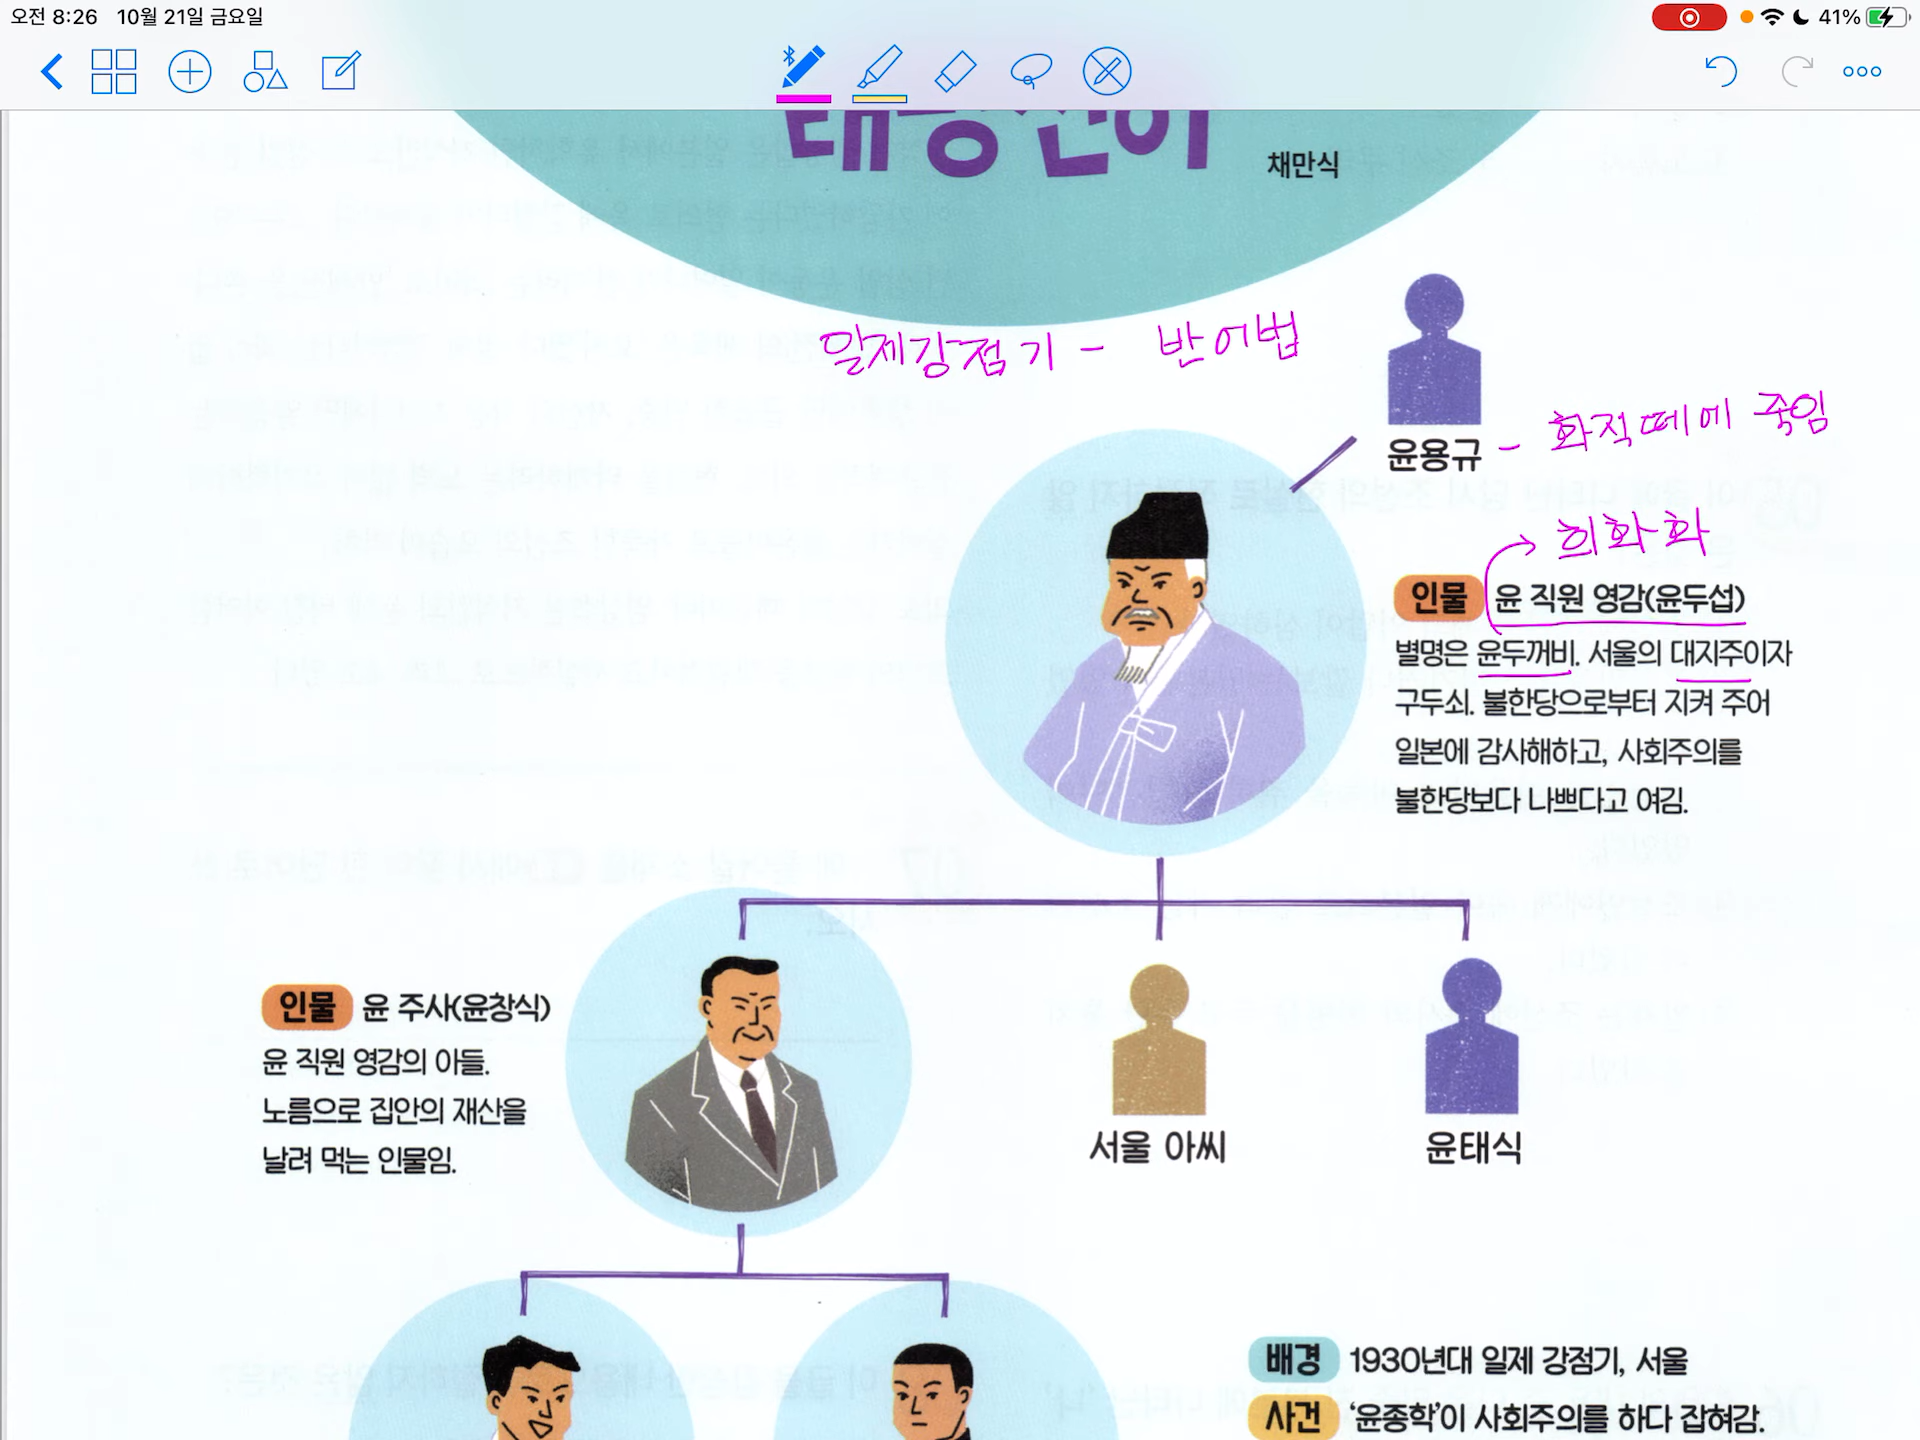 오전 8:26 10월 21일 금요일
41%
태평천하
채만식
일제강점기 - 반어법
윤용규 - 화적떼에 죽임
희화화
인물 윤 직원 영감(윤두섭)
별명은 윤두꺼비. 서울의 대지주이자
구두쇠. 불한당으로부터 지켜 주어
일본에 감사해하고, 사회주의를
불한당보다 나쁘다고 여김.
인물 윤 주사(윤창식)
윤 직원 영감의 아들.
노름으로 집안의 재산을
날려 먹는 인물임.
서울 아씨
윤태식
배경 1930년대 일제 강점기, 서울
사건 '윤종학'이 사회주의를 하다 잡혀감.